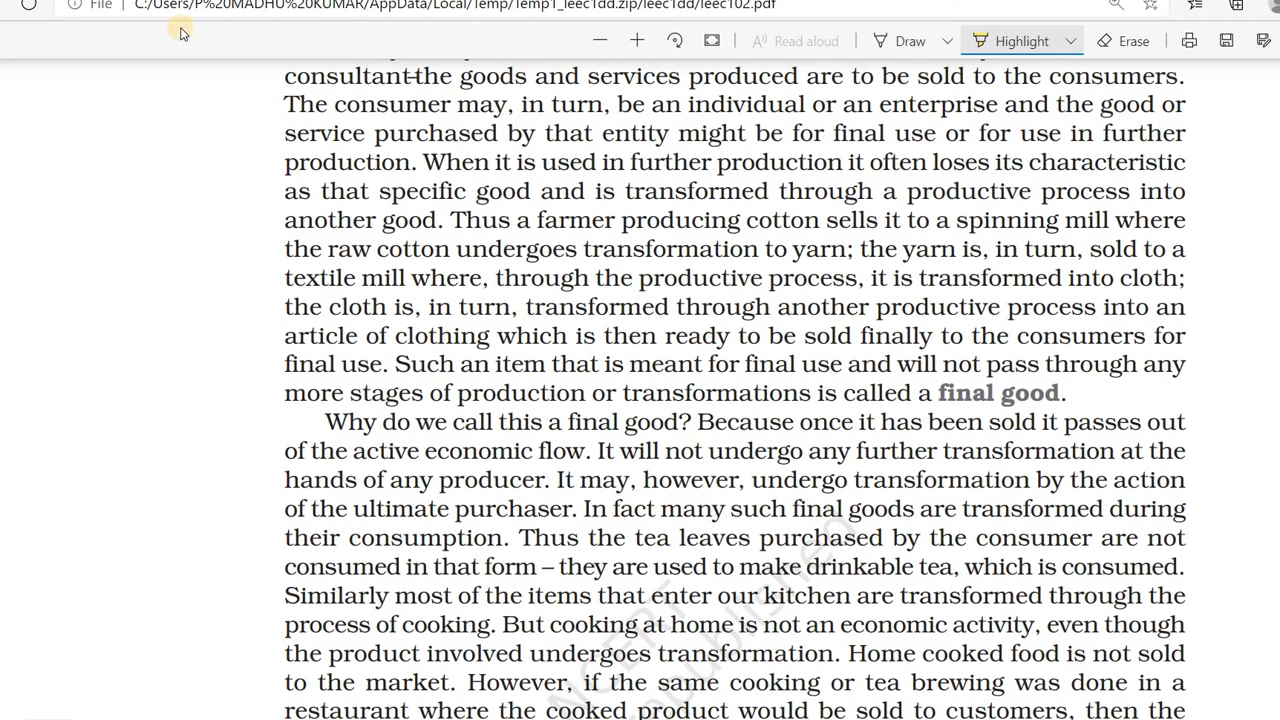 File
C:/Users/P%20MADHU%20KUMAR/AppData/Local/Temp/Temp1_leec1dd.zip/leec1dd/leec102.pdf
Read aloud
Draw
Highlight
Erase
consultant–the goods and services produced are to be sold to the consumers.
The consumer may, in turn, be an individual or an enterprise and the good or
service purchased by that entity might be for final use or for use in further
production. When it is used in further production it often loses its characteristic
as that specific good and is transformed through a productive process into
another good. Thus a farmer producing cotton sells it to a spinning mill where
the raw cotton undergoes transformation to yarn; the yarn is, in turn, sold to a
textile mill where, through the productive process, it is transformed into cloth;
the cloth is, in turn, transformed through another productive process into an
article of clothing which is then ready to be sold finally to the consumers for
final use. Such an item that is meant for final use and will not pass through any
more stages of production or transformations is called a final good.
Why do we call this a final good? Because once it has been sold it passes out
of the active economic flow. It will not undergo any further transformation at the
hands of any producer. It may, however, undergo transformation by the action
of the ultimate purchaser. In fact many such final goods are transformed during
their consumption. Thus the tea leaves purchased by the consumer are not
consumed in that form – they are used to make drinkable tea, which is consumed.
Similarly most of the items that enter our kitchen are transformed through the
process of cooking. But cooking at home is not an economic activity, even though
the product involved undergoes transformation. Home cooked food is not sold
to the market. However, if the same cooking or tea brewing was done in a
restaurant where the cooked product would be sold to customers, then the